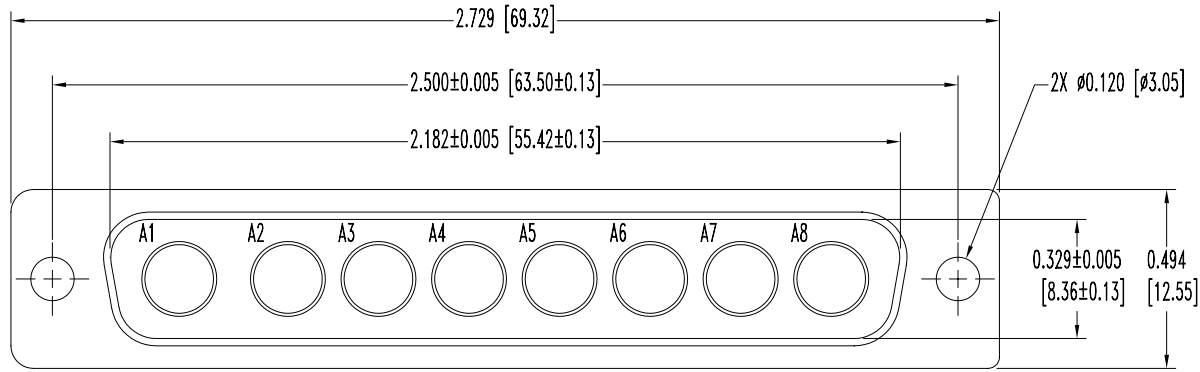 2.729 [69.32]
2.500±0.005 [63.50±0.13]
2X ø0.120 [ø3.05]
2.182±0.005 [55.42±0.13]
A1 A2 A3 A4 A5 A6 A7 A8
0.329±0.005 0.494
[8.36±0.13] [12.55]